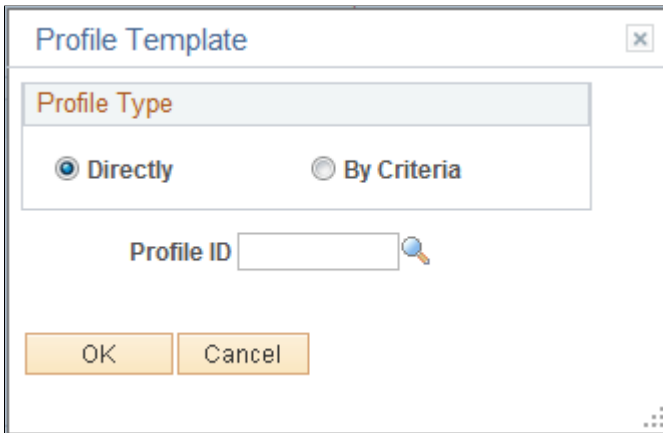 Profile Template
Profile Type
Directly By Criteria
Profile ID
OK Cancel